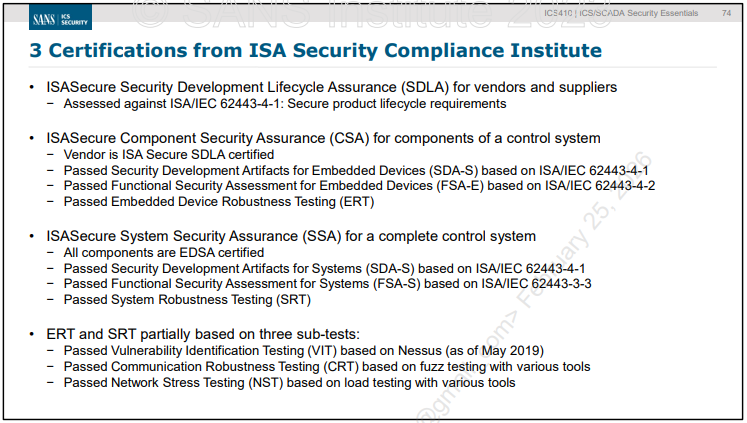 © SANS Institute 2026
SANS ICS SECURITY
ICS410 | ICS/SCADA Security Essentials 74
3 Certifications from ISA Security Compliance Institute
• ISASecure Security Development Lifecycle Assurance (SDLA) for vendors and suppliers
− Assessed against ISA/IEC 62443-4-1: Secure product lifecycle requirements
• ISASecure Component Security Assurance (CSA) for components of a control system
− Vendor is ISA Secure SDLA certified
− Passed Security Development Artifacts for Embedded Devices (SDA-S) based on ISA/IEC 62443-4-1
− Passed Functional Security Assessment for Embedded Devices (FSA-E) based on ISA/IEC 62443-4-2
− Passed Embedded Device Robustness Testing (ERT)
• ISASecure System Security Assurance (SSA) for a complete control system
− All components are EDSA certified
− Passed Security Development Artifacts for Systems (SDA-S) based on ISA/IEC 62443-4-1
− Passed Functional Security Assessment for Systems (FSA-S) based on ISA/IEC 62443-3-3
− Passed System Robustness Testing (SRT)
• ERT and SRT partially based on three sub-tests:
− Passed Vulnerability Identification Testing (VIT) based on Nessus (as of May 2019)
− Passed Communication Robustness Testing (CRT) based on fuzz testing with various tools
− Passed Network Stress Testing (NST) based on load testing with various tools
@gmail.com> February 25, 2026